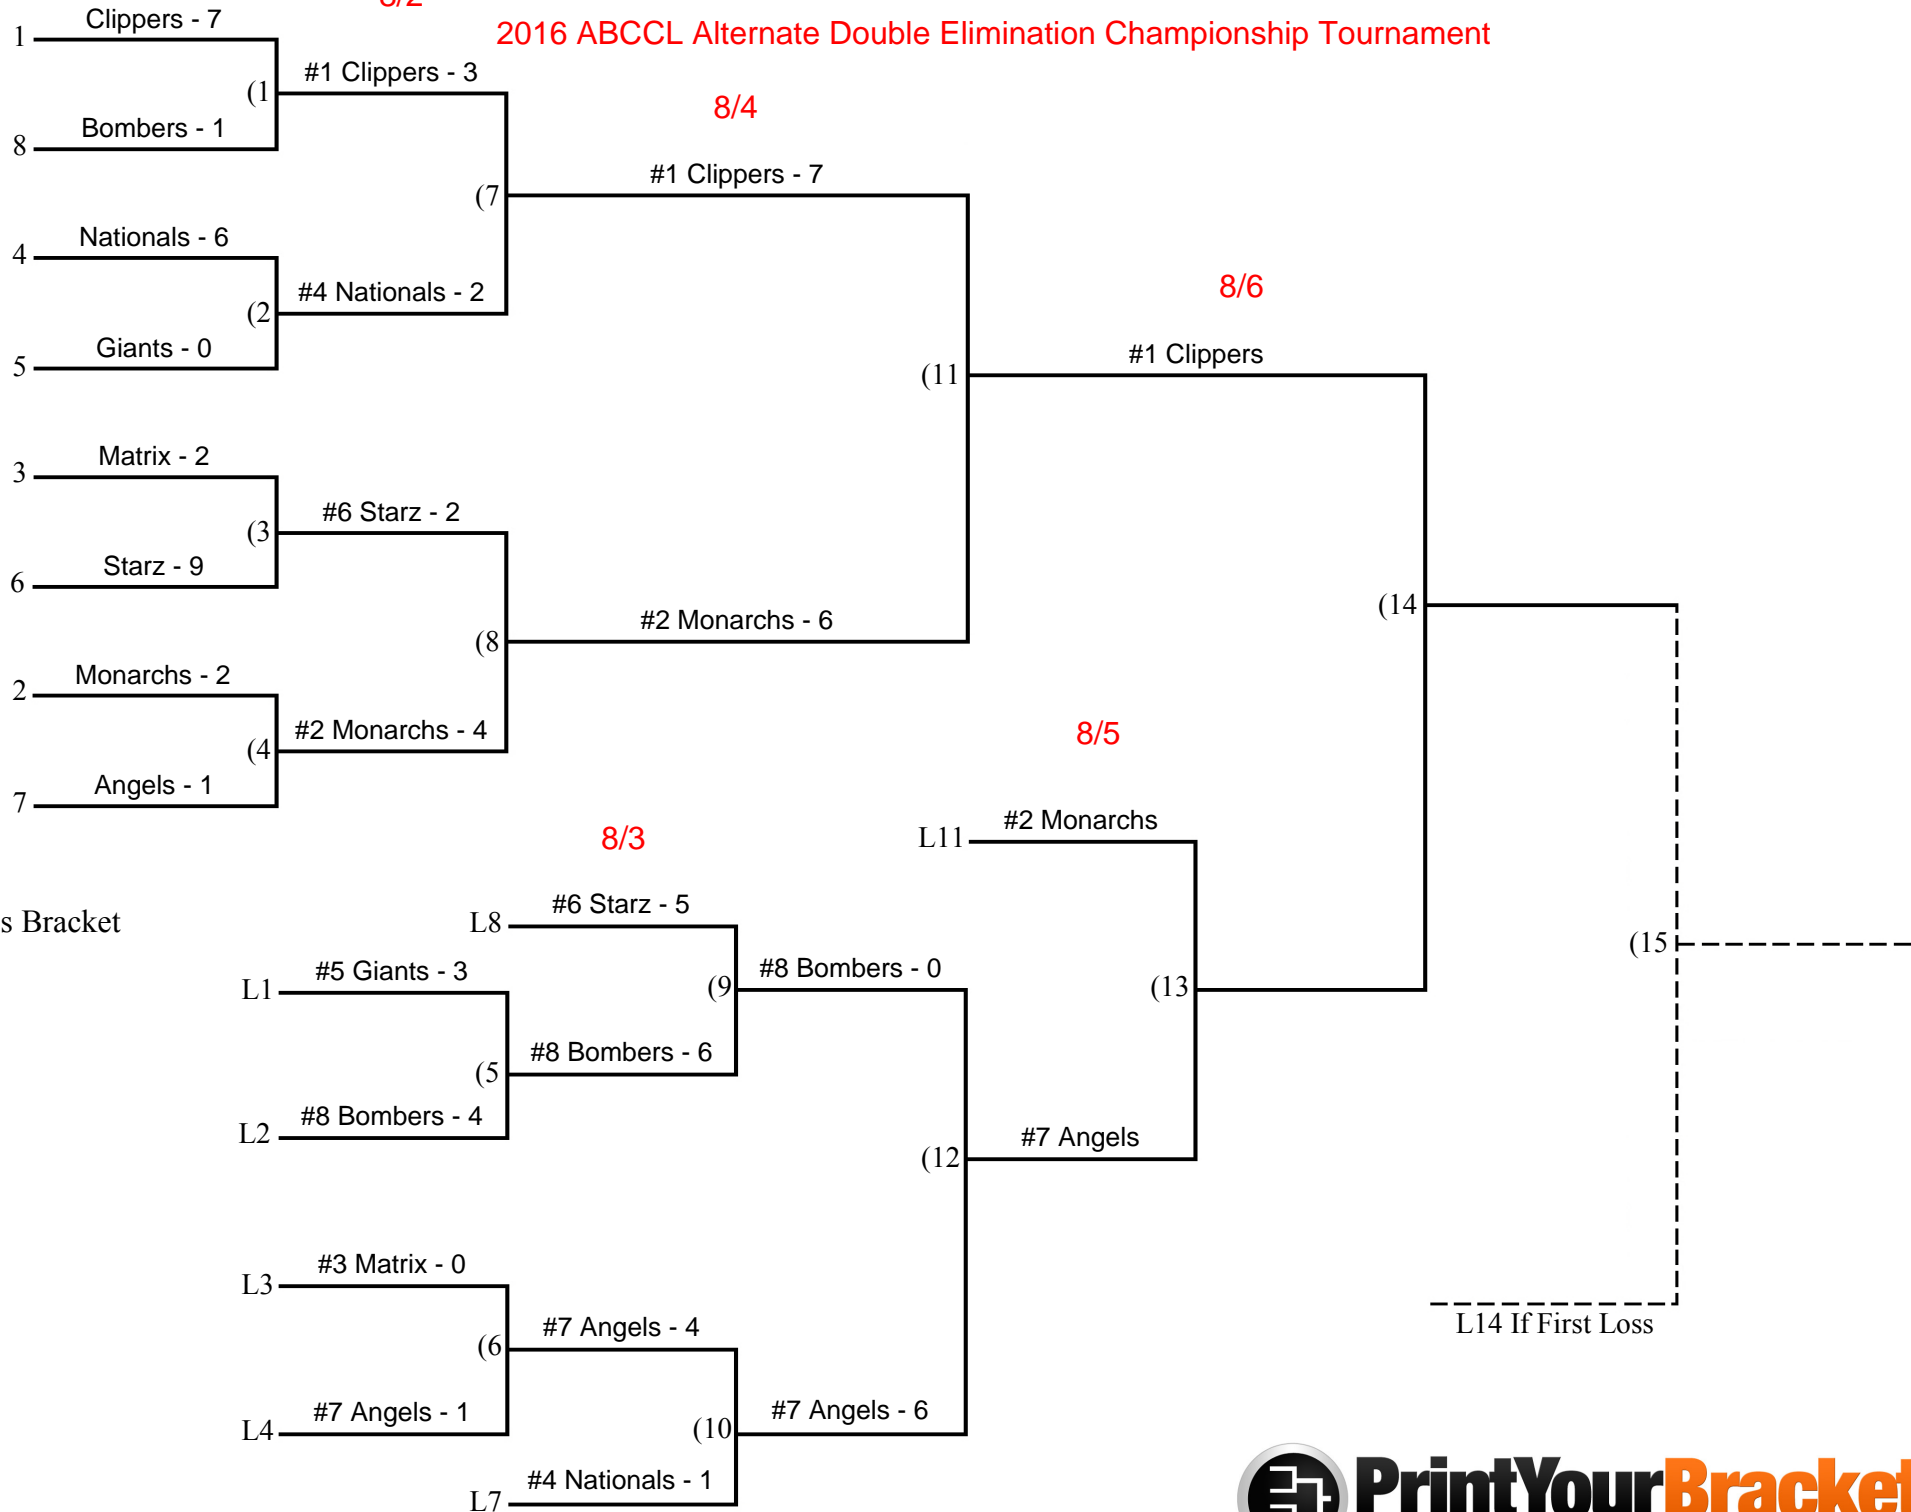 8/2
2016 ABCCL Alternate Double Elimination Championship Tournament
1 Clippers - 7
(1 #1 Clippers - 3
8 Bombers - 1
8/4
(7 #1 Clippers - 7
4 Nationals - 6
(2 #4 Nationals - 2
5 Giants - 0
8/6
(11 #1 Clippers
3 Matrix - 2
(3 #6 Starz - 2
6 Starz - 9
(14
(8 #2 Monarchs - 6
2 Monarchs - 2
(4 #2 Monarchs - 4
7 Angels - 1
8/5
8/3
L11 #2 Monarchs
s Bracket
L8 #6 Starz - 5
(15
L1 #5 Giants - 3
(9 #8 Bombers - 0
(13
(5 #8 Bombers - 6
L2 #8 Bombers - 4
(12 #7 Angels
L3 #3 Matrix - 0
L14 If First Loss
(6 #7 Angels - 4
L4 #7 Angels - 1
(10 #7 Angels - 6
L7 #4 Nationals - 1
PrintYourBracket